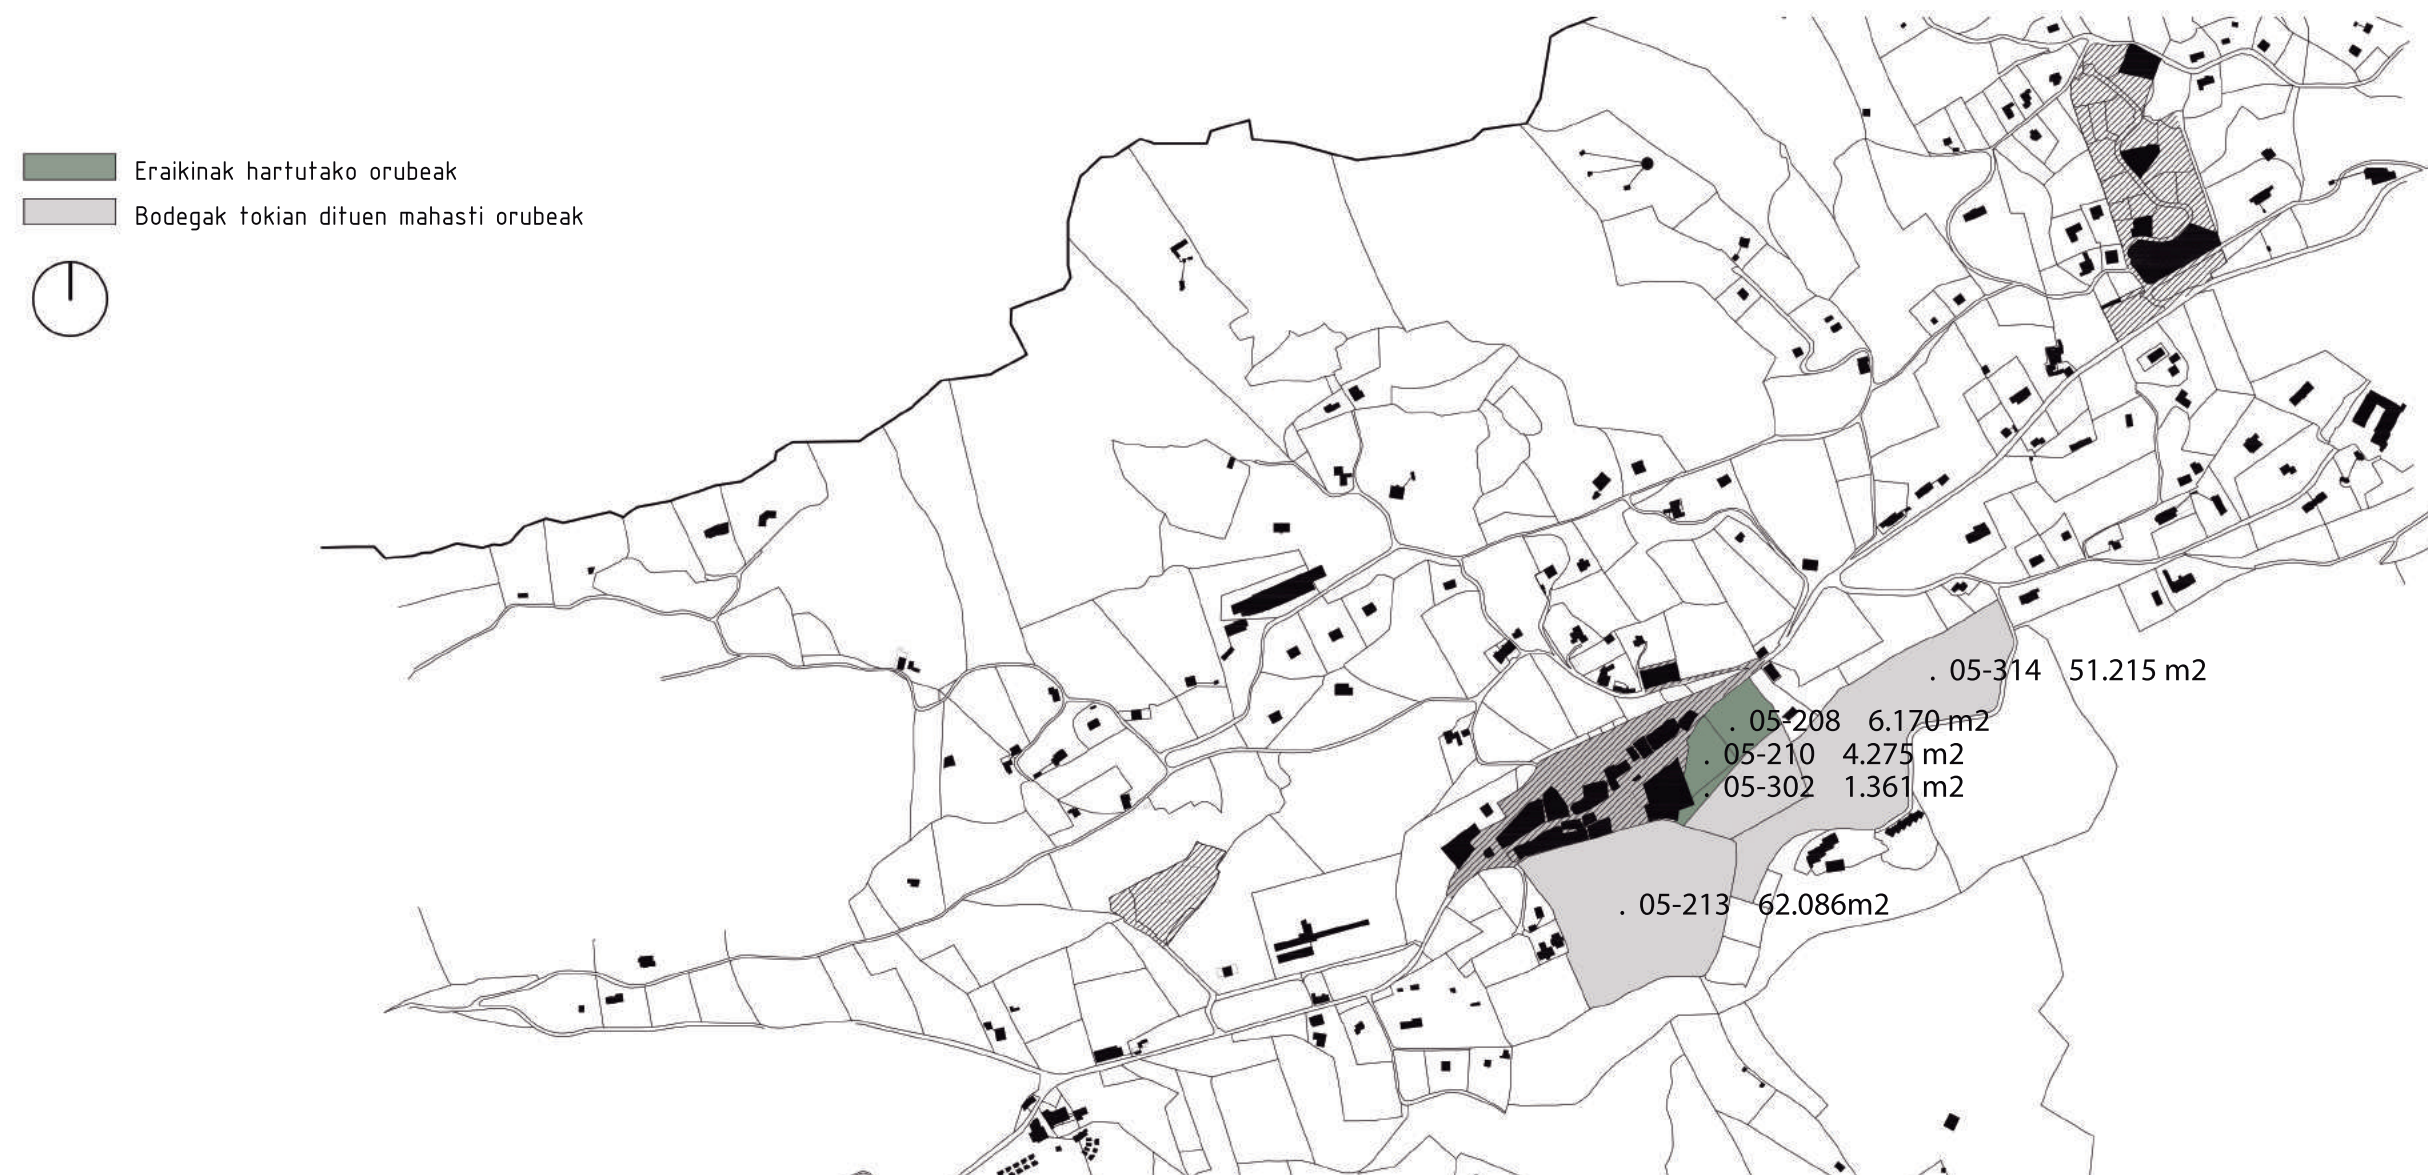 Eraikinak hartutako orubeak
Bodegak tokian dituen mahasti orubeak
. 05-314 51.215 m2
. 05-208 6.170 m2
. 05-210 4.275 m2
. 05-302 1.361 m2
. 05-213 62.086m2